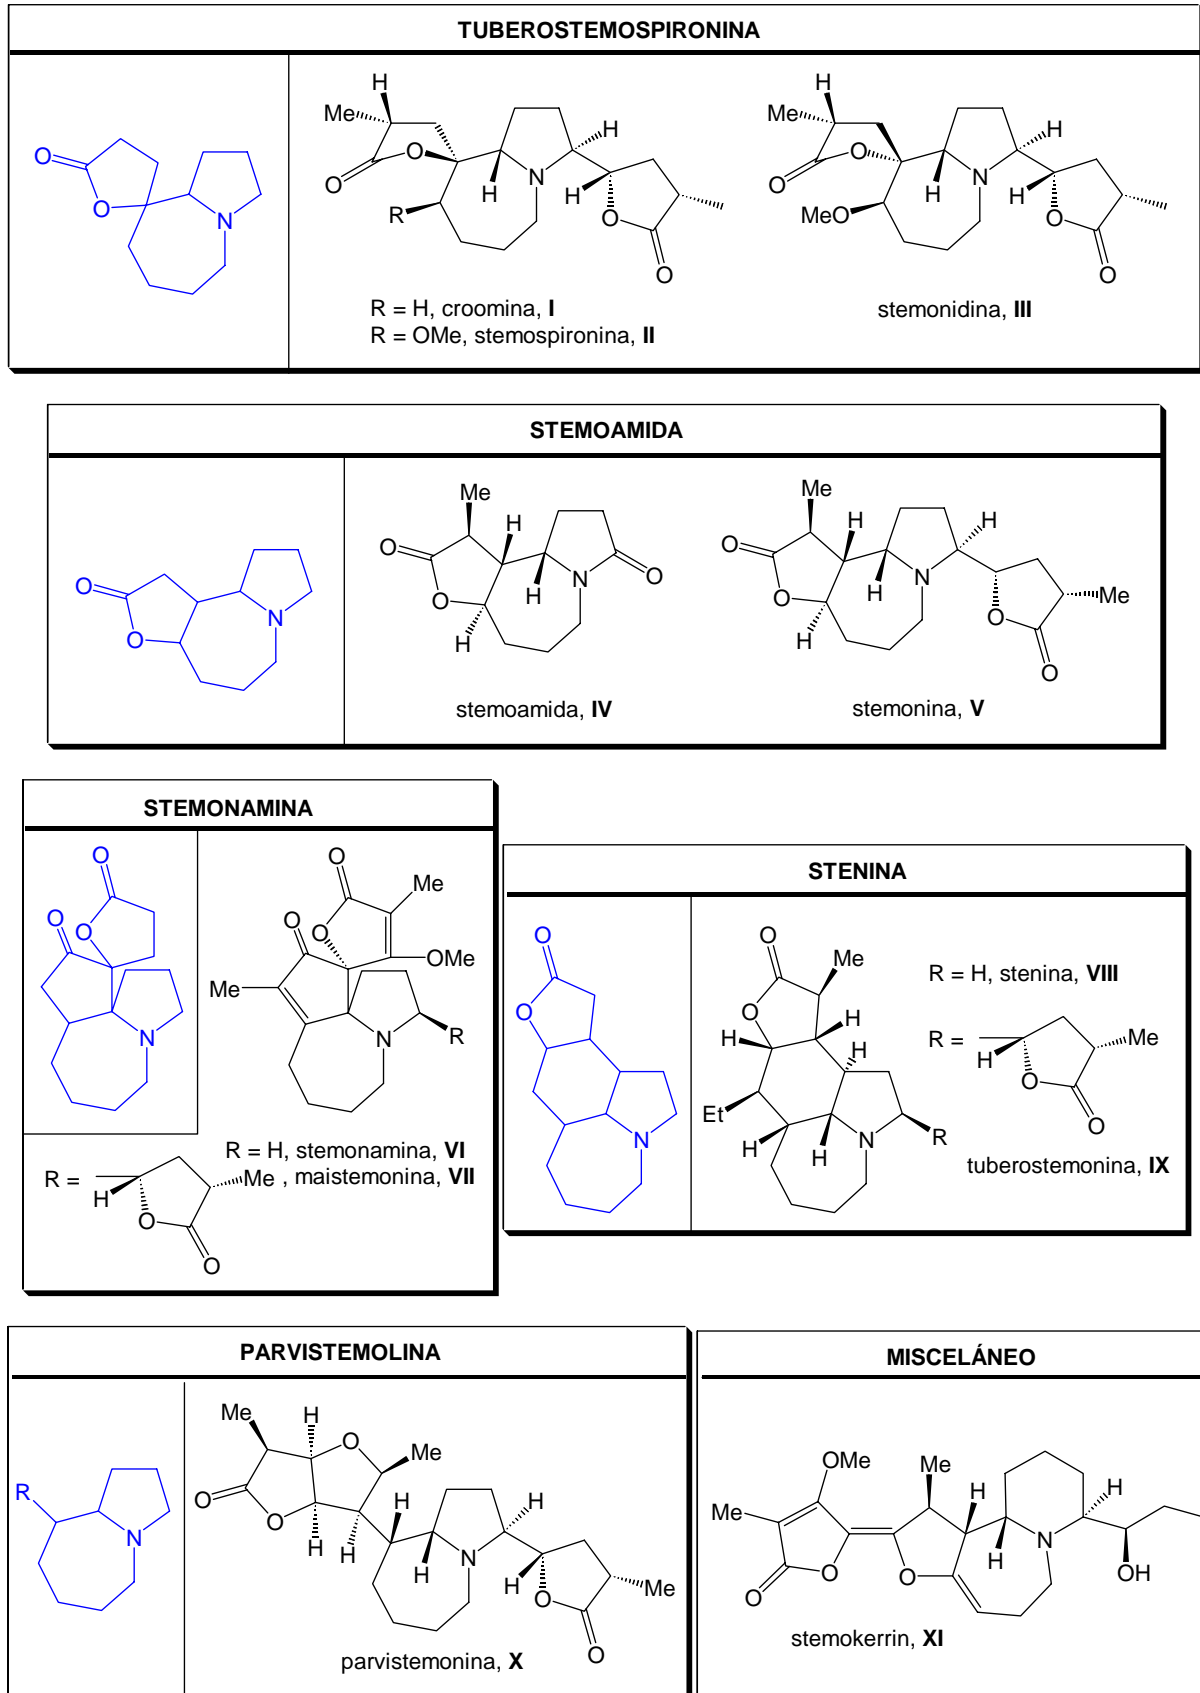 TUBEROSTEMOSPIRONINA
O
O
N
H
Me
H
O
N
H
O
R
H
O
O
R = H, croomina, I
R = OMe, stemospironina, II
H
Me
H
O
N
O
H
H
MeO
O
O
stemonidina, III
STEMOAMIDA
O
O
N
Me
H
O
O
N
O
H
H
stemoamida, IV
Me
H
H
O
N
O
H
Me
H
O
O
stemonina, V
STEMONAMINA
O
O
O
N
O
Me
O
O
OMe
Me
N
R
R = H, stemonamina, VI
R =
H
Me , maistemonina, VII
O
O
STENINA
O
O
N
O
Me
O
H
H
H
Et
N
H
H
R
R = H, stenina, VIII
R =
H
Me
O
O
tuberostemonina, IX
PARVISTEMOLINA
R
N
Me
H
O
Me
O
O
H
H
H
H
N
H
H
O
Me
O
parvistemonina, X
MISCELÁNEO
OMe
Me
Me
H
H
N
H
O
O
O
OH
stemokerrin, XI